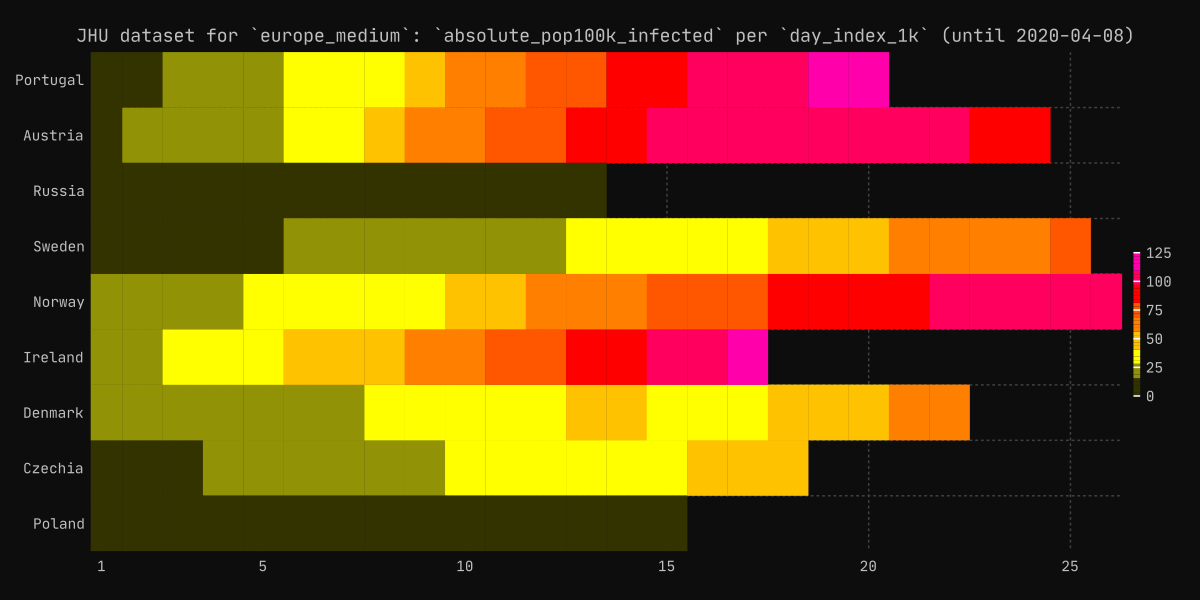 JHU dataset for `europe_medium`: `absolute_pop100k_infected` per `day_index_1k` (until 2020-04-08)
Portugal
Austria
Russia
Sweden
Norway
Ireland
Denmark
Czechia
Poland
1 5 10 15 20 25
125
100
75
50
25
0